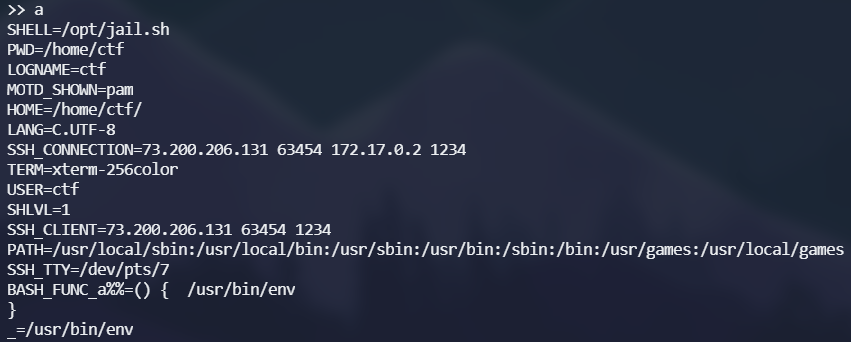 >> a
SHELL=/opt/jail.sh
PWD=/home/ctf
LOGNAME=ctf
MOTD_SHOWN=pam
HOME=/home/ctf/
LANG=C.UTF-8
SSH_CONNECTION=73.200.206.131 63454 172.17.0.2 1234
TERM=xterm-256color
USER=ctf
SHLVL=1
SSH_CLIENT=73.200.206.131 63454 1234
PATH=/usr/local/sbin:/usr/local/bin:/usr/sbin:/usr/bin:/sbin:/bin:/usr/games:/usr/local/games
SSH_TTY=/dev/pts/7
BASH_FUNC_a%%=() {  /usr/bin/env
}
_=/usr/bin/env